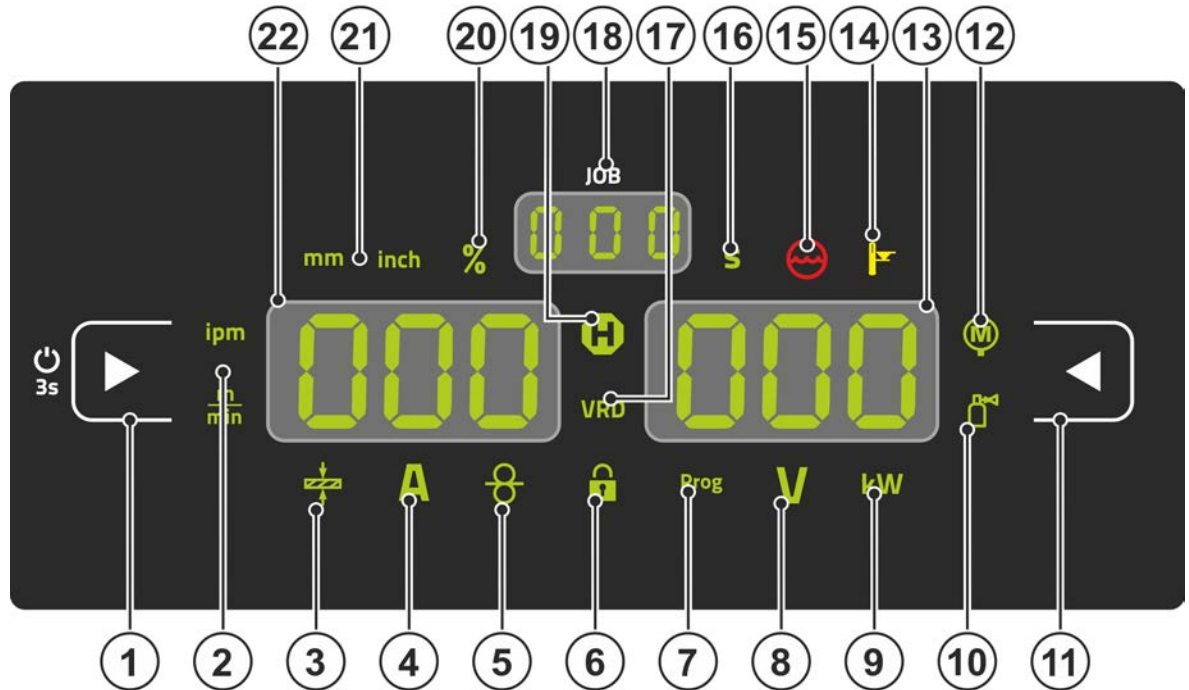 22 21 20 19 18 17 16 15 14 13 12
JOB
000
mm inch % s
ipm 000 H 000 M
3s
m
min
VRD
A Prog V kW
1 2 3 4 5 6 7 8 9 10 11